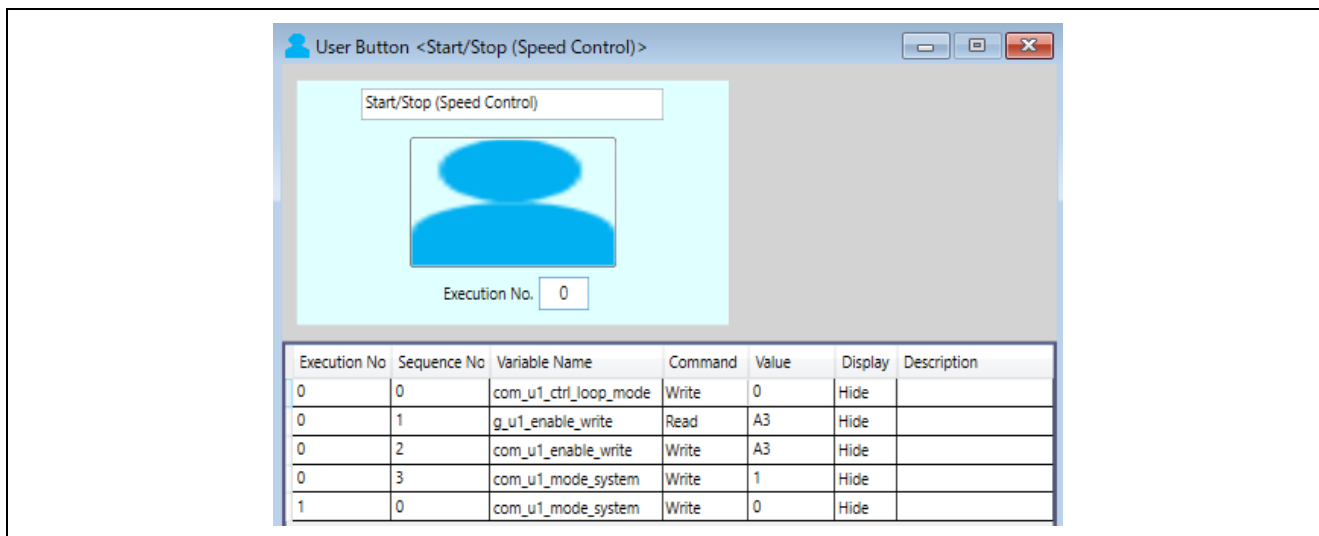 User Button <Start/Stop (Speed Control)>
Start/Stop (Speed Control)
Execution No. 0
Execution No Sequence No Variable Name Command Value Display Description
0 0 com_u1_ctrl_loop_mode Write 0 Hide
0 1 g_u1_enable_write Read A3 Hide
0 2 com_u1_enable_write Write A3 Hide
0 3 com_u1_mode_system Write 1 Hide
1 0 com_u1_mode_system Write 0 Hide